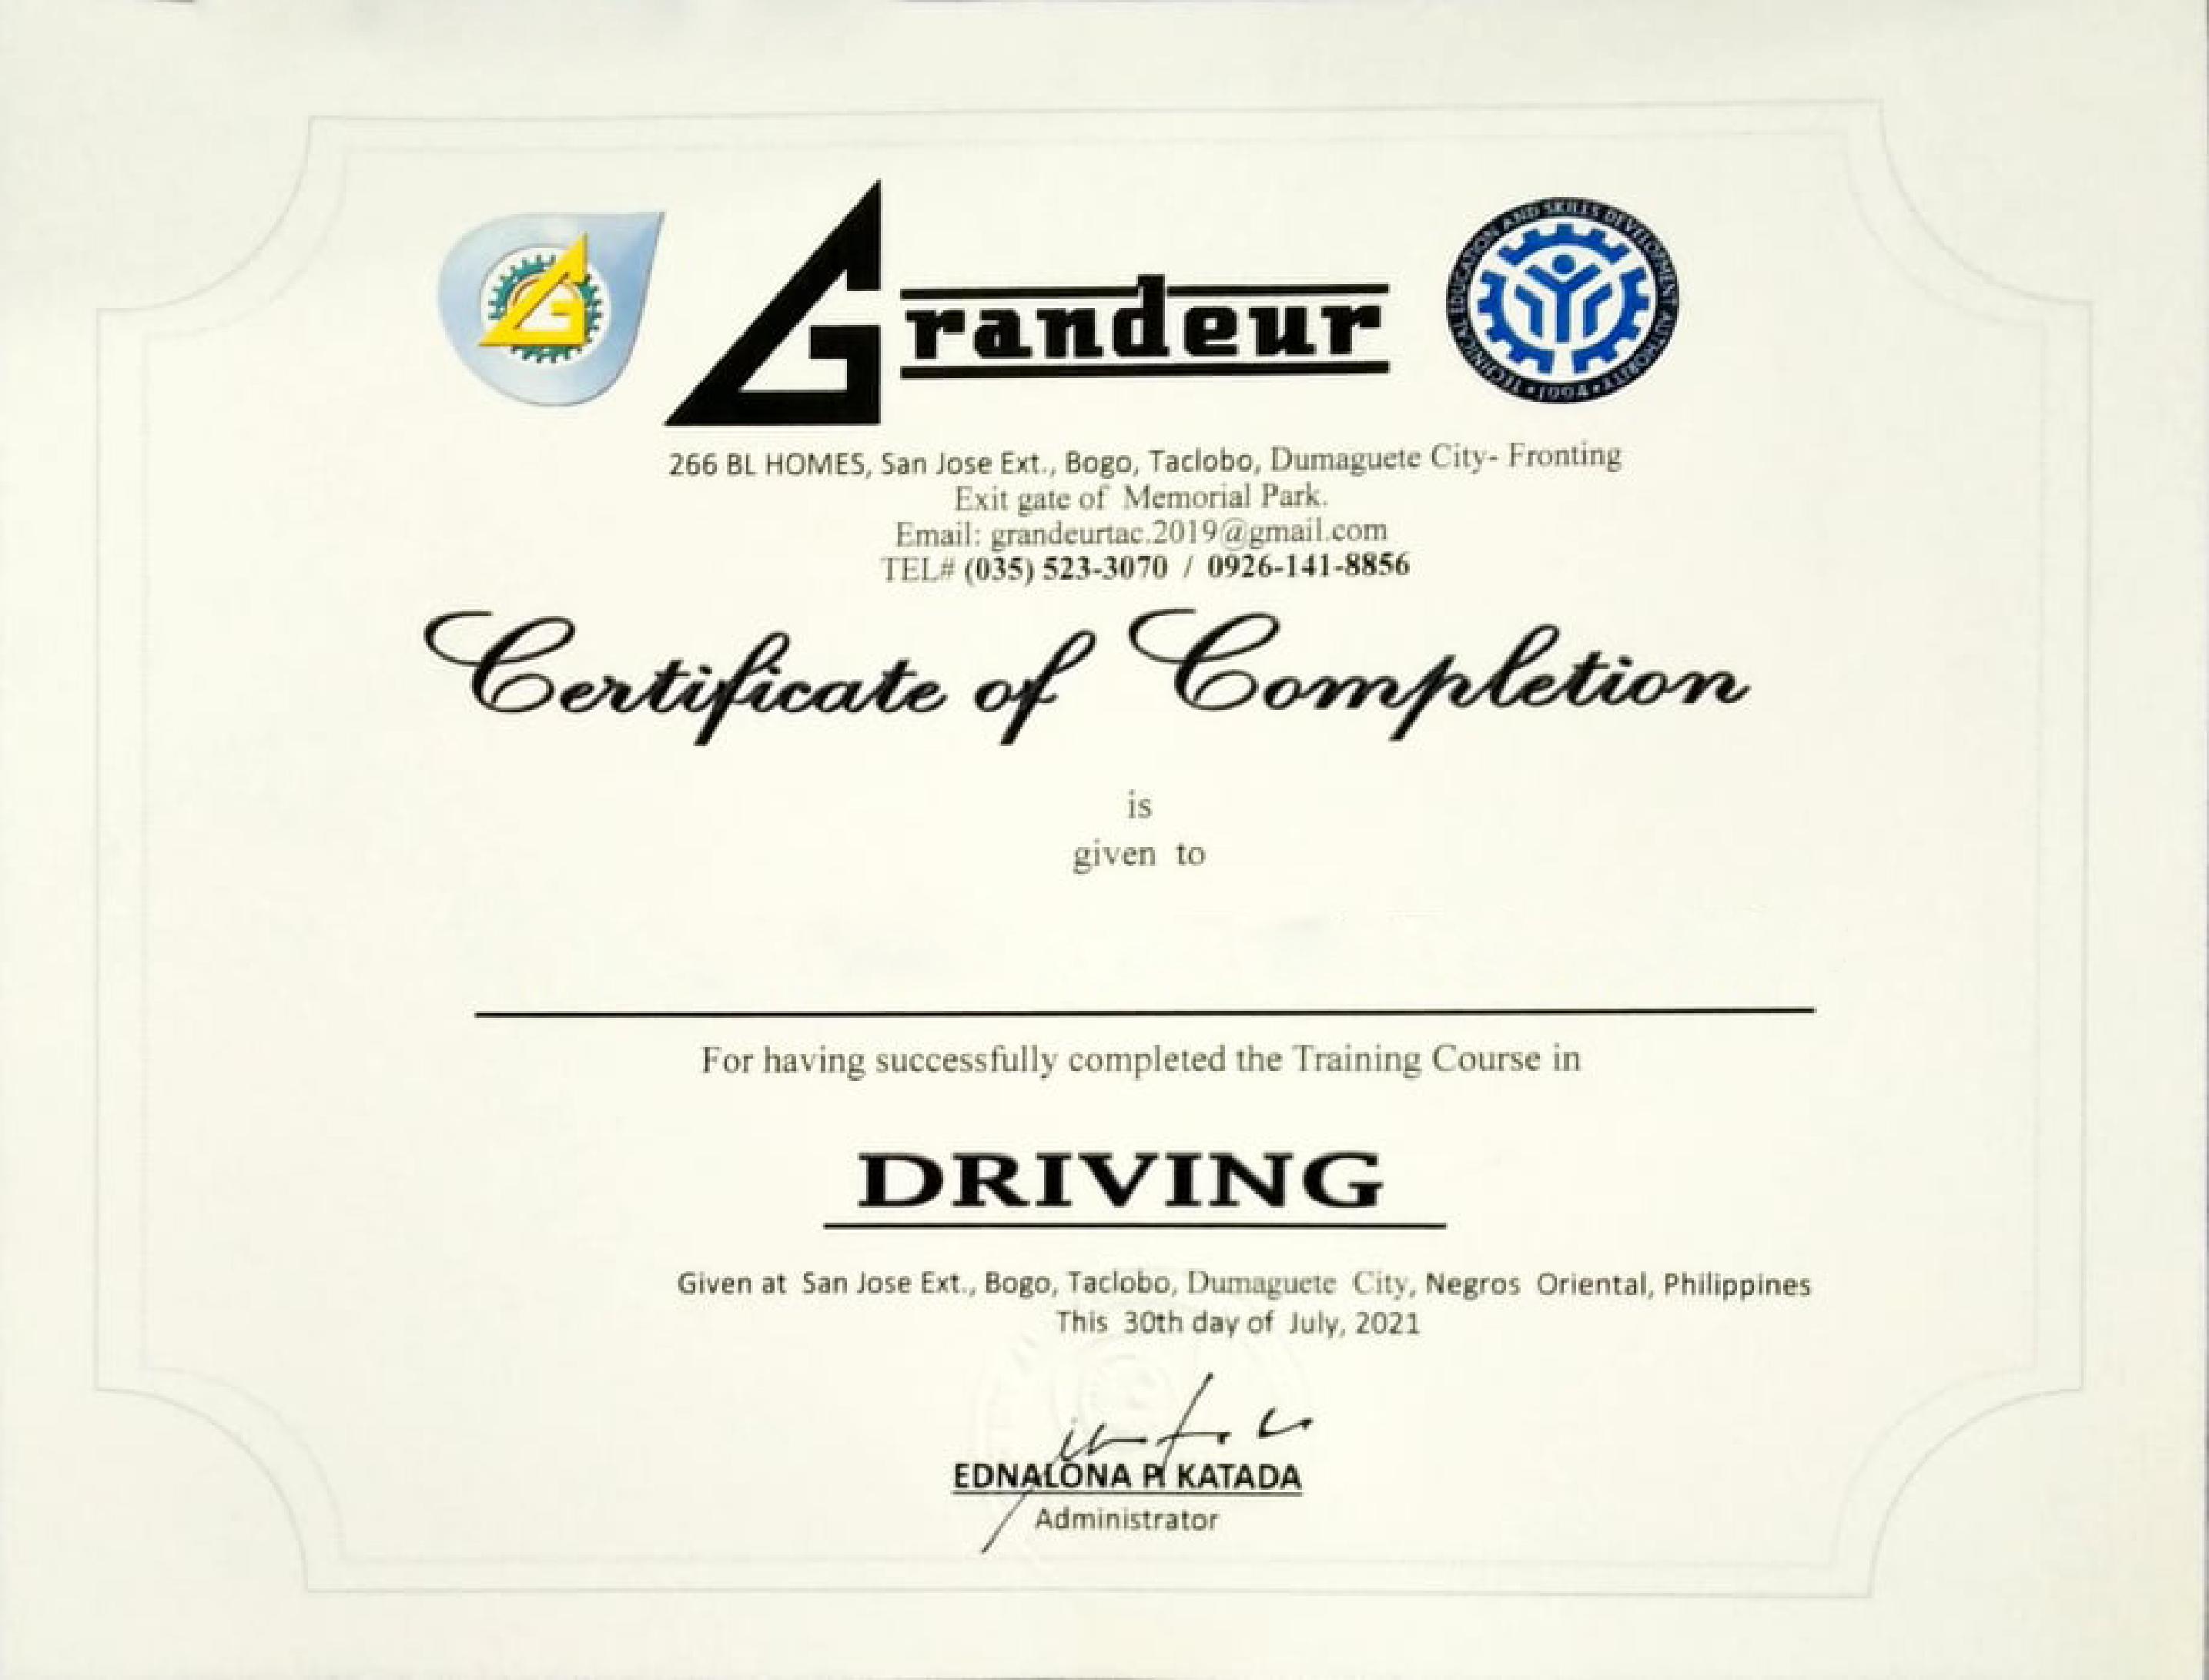 Grandeur
TECHNICAL EDUCATION AND SKILLS DEVELOPMENT AUTHORITY
• 1994 •
266 BL HOMES, San Jose Ext., Bogo, Taclobo, Dumaguete City- Fronting
Exit gate of Memorial Park.
Email: grandeurtac.2019@gmail.com
TEL# (035) 523-3070 / 0926-141-8856
Certificate of Completion
is
given to
For having successfully completed the Training Course in
DRIVING
Given at San Jose Ext., Bogo, Taclobo, Dumaguete City, Negros Oriental, Philippines
This 30th day of July, 2021
EDNALONA P. KATADA
Administrator